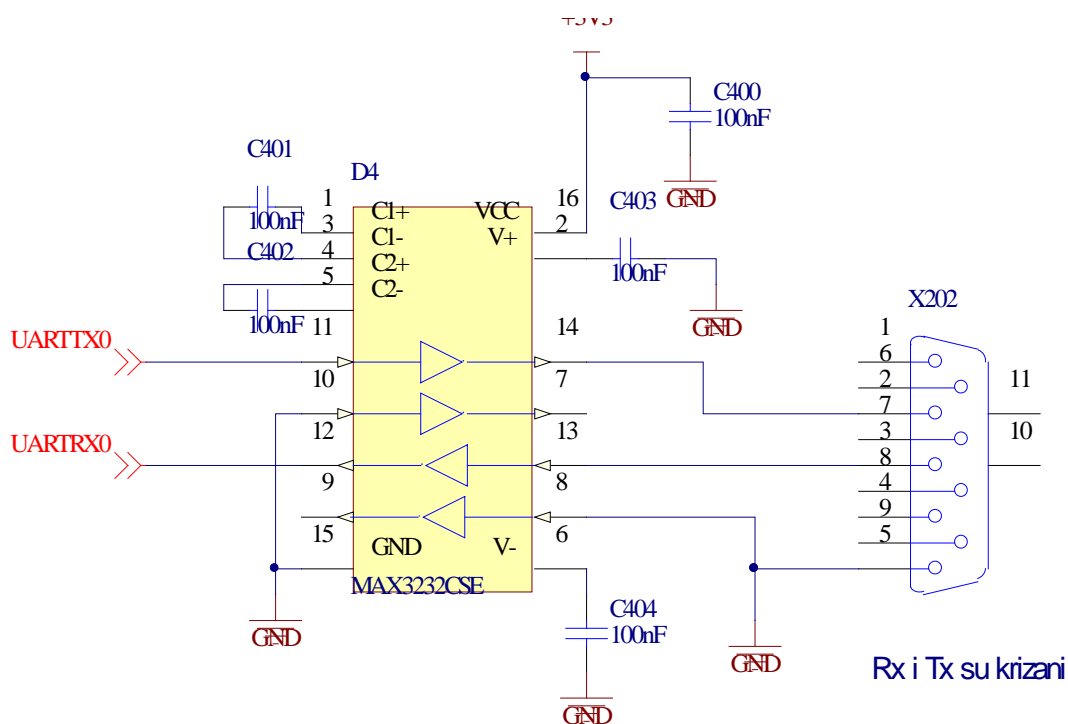 +3V3
C400
100nF
GND
C401
100nF
D4
1
3
4
5
C402
100nF
C1+
C1-
C2+
C2-
VCC
V+
16
2
C403
100nF
GND
X202
UARTTX0
11
10
14
7
UARTRX0
12
9
13
8
15
6
GND
V-
MAX3232CSE
GND
C404
100nF
GND
GND
1
6
2
7
3
8
4
9
5
11
10
Rx i Tx su krizani